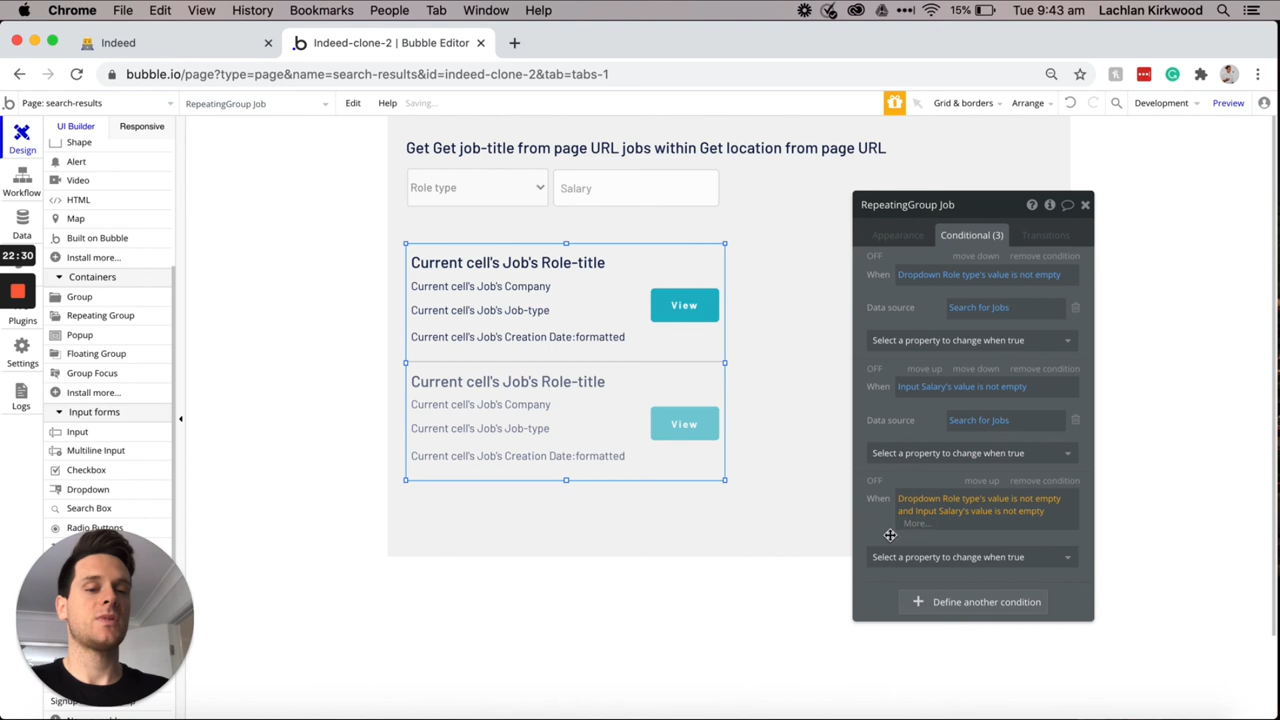 Chrome File Edit View History Bookmarks People Tab Window Help 15% Tue 9:43 am Lachlan Kirkwood
Indeed
Indeed-clone-2 | Bubble Editor
bubble.io/page?type=page&name=search-results&id=indeed-clone-2&tab=tabs-1
Page: search-results
RepeatingGroup Job
Edit Help Saving...
Grid & borders Arrange Development Preview
Design
Workflow
Data
22:30
Plugins
Settings
Logs
UI Builder Responsive
Shape
Alert
Video
</> HTML
Map
Built on Bubble
Install more...
Containers
Group
Repeating Group
Popup
Floating Group
Group Focus
Install more...
Input forms
Input
Multiline Input
Checkbox
Dropdown
Search Box
Radio Buttons
Get Get job-title from page URL jobs within Get location from page URL
Role type
Salary
Current cell's Job's Role-title
Current cell's Job's Company
Current cell's Job's Job-type
Current cell's Job's Creation Date:formatted
View
Current cell's Job's Role-title
Current cell's Job's Company
Current cell's Job's Job-type
Current cell's Job's Creation Date:formatted
View
RepeatingGroup Job
Appearance Conditional (3) Transitions
OFF move down remove condition
When Dropdown Role type's value is not empty
Data source Search for Jobs
Select a property to change when true
OFF move up move down remove condition
When Input Salary's value is not empty
Data source Search for Jobs
Select a property to change when true
OFF move up remove condition
When Dropdown Role type's value is not empty
and Input Salary's value is not empty
More...
Select a property to change when true
Define another condition